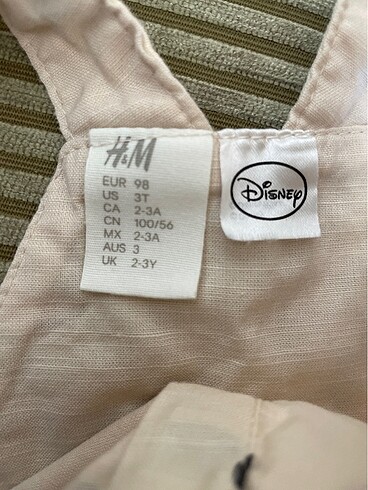 H&M
EUR 98
US 3T
CA 2-3A
CN 100/56
MX 2-3A
AUS 3
UK 2-3Y
Disney